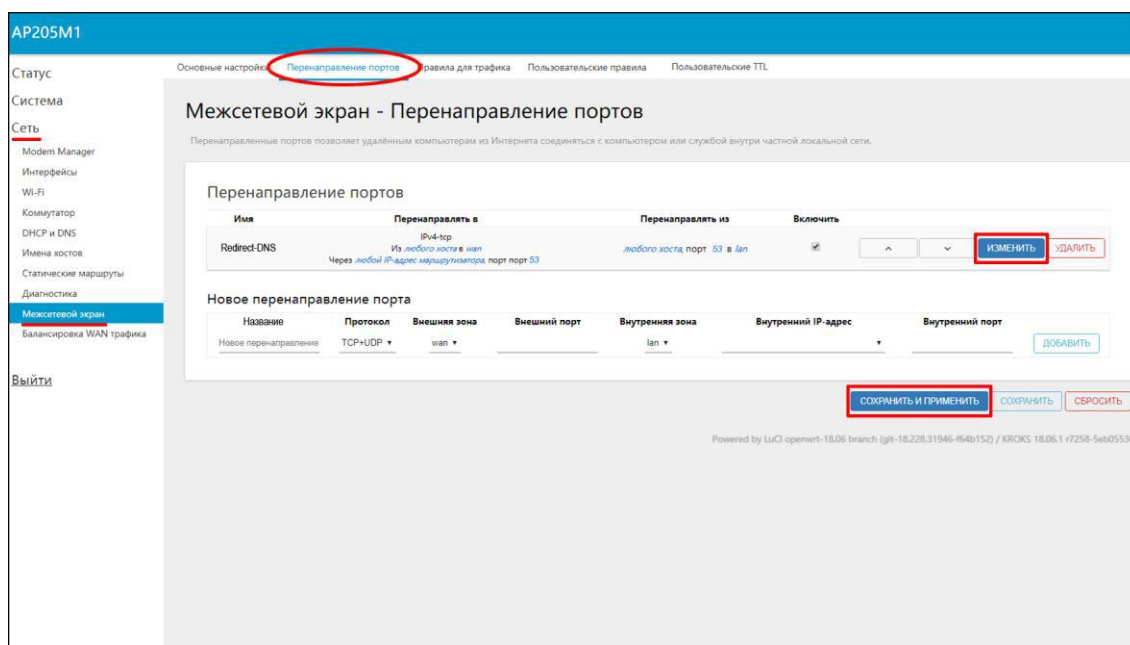 AP205M1
Основные настройки Перенаправление портов Правила для трафика Пользовательские правила Пользовательские TTL
Статус
Система
Сеть
Modem Manager
Интерфейсы
Wi-Fi
Коммутатор
DHCP и DNS
Имена хостов
Статические маршруты
Диагностика
Межсетевой экран
Балансировка WAN трафика
Выйти
Межсетевой экран - Перенаправление портов
Перенаправленные портов позволяет удалённым компьютерам из Интернета соединяться с компьютером или службой внутри частной локальной сети.
Перенаправление портов
Имя Перенаправлять в Перенаправлять из Включить
IPv4-tcp
Redirect-DNS Из любого хоста в wan любого хоста, порт 53 в lan ИЗМЕНИТЬ УДАЛИТЬ
Через любой IP-адрес маршрутизатора, порт порт 53
Новое перенаправление порта
Название Протокол Внешняя зона Внешний порт Внутренняя зона Внутренний IP-адрес Внутренний порт
Новое перенаправление TCP+UDP wan lan ДОБАВИТЬ
СОХРАНИТЬ И ПРИМЕНИТЬ СОХРАНИТЬ СБРОСИТЬ
Powered by LuCI openwrt-18.06 branch (git-18.228.31946-f64b152) / KROKS 18.06.1 r7258-5eb0553